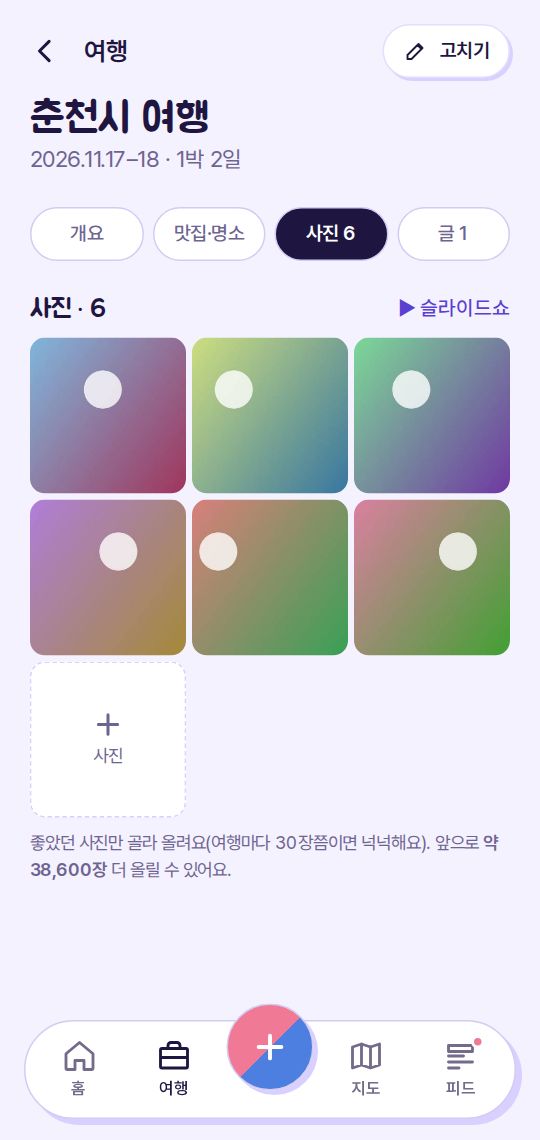 여행
고치기
춘천시 여행
2026.11.17–18 · 1박 2일
개요
맛집·명소
사진 6
글 1
사진 · 6
▶ 슬라이드쇼
사진
좋았던 사진만 골라 올려요(여행마다 30장쯤이면 넉넉해요). 앞으로 약
38,600장 더 올릴 수 있어요.
홈
여행
지도
피드